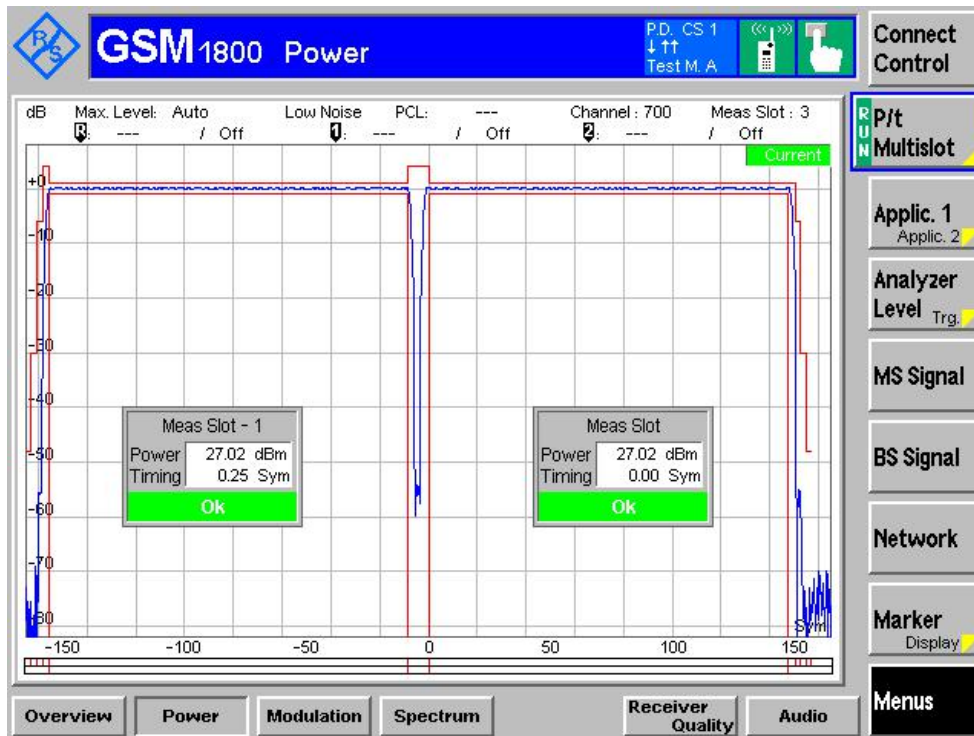 R/S
GSM 1800 Power
P.D. CS 1
↓ ↑↑
Test M. A
Connect
Control
dB Max. Level: Auto Low Noise PCL: --- Channel : 700 Meas Slot : 3
R: --- / Off 1: --- / Off 2: --- / Off
RUN
P/t
Multislot
Current
+0
-10
-20
-30
-40
-50
-60
-70
-80
Meas Slot - 1
Power 27.02 dBm
Timing 0.25 Sym
Ok
Meas Slot
Power 27.02 dBm
Timing 0.00 Sym
Ok
Sym
-150 -100 -50 0 50 100 150
Applic. 1
Applic. 2
Analyzer
Level Trg.
MS Signal
BS Signal
Network
Marker
Display
Menus
Overview Power Modulation Spectrum Receiver Quality Audio